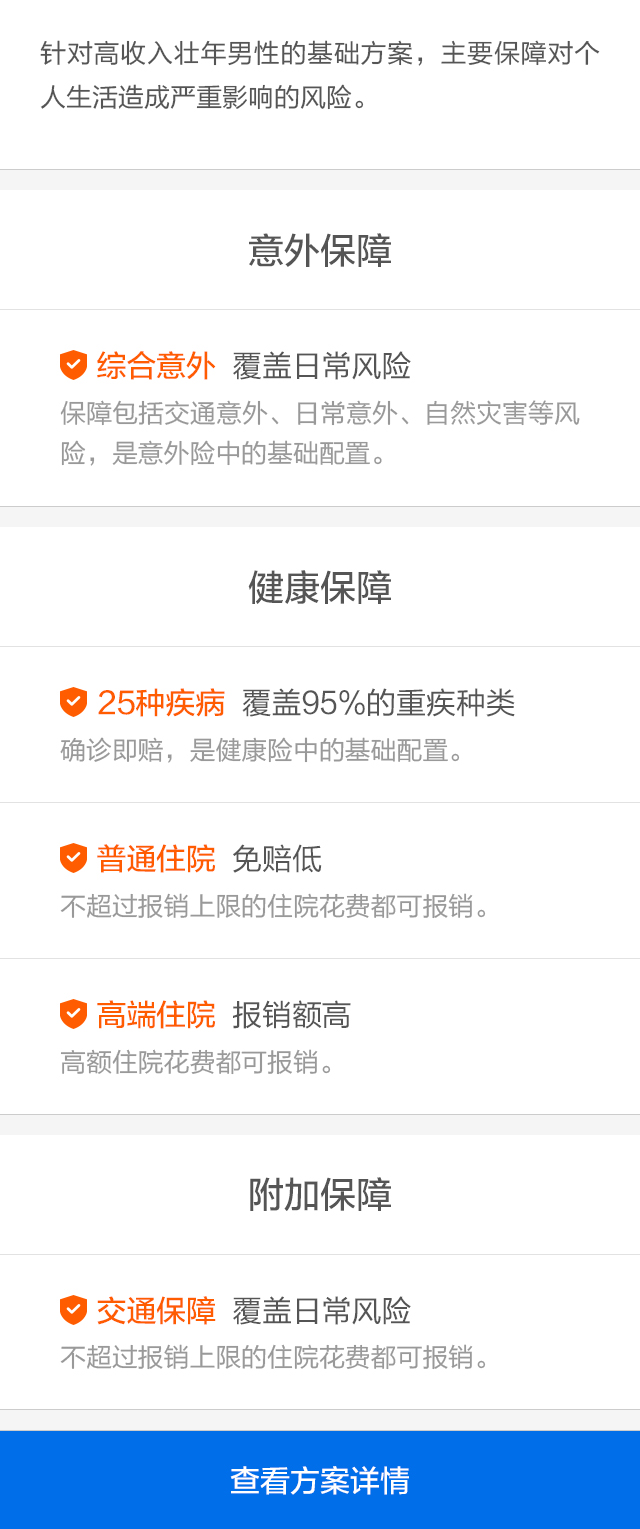 针对高收入壮年男性的基础方案，主要保障对个
人生活造成严重影响的风险。
意外保障
综合意外 覆盖日常风险
保障包括交通意外、日常意外、自然灾害等风
险，是意外险中的基础配置。
健康保障
25种疾病 覆盖95%的重疾种类
确诊即赔，是健康险中的基础配置。
普通住院 免赔低
不超过报销上限的住院花费都可报销。
高端住院 报销额高
高额住院花费都可报销。
附加保障
交通保障 覆盖日常风险
不超过报销上限的住院花费都可报销。
查看方案详情